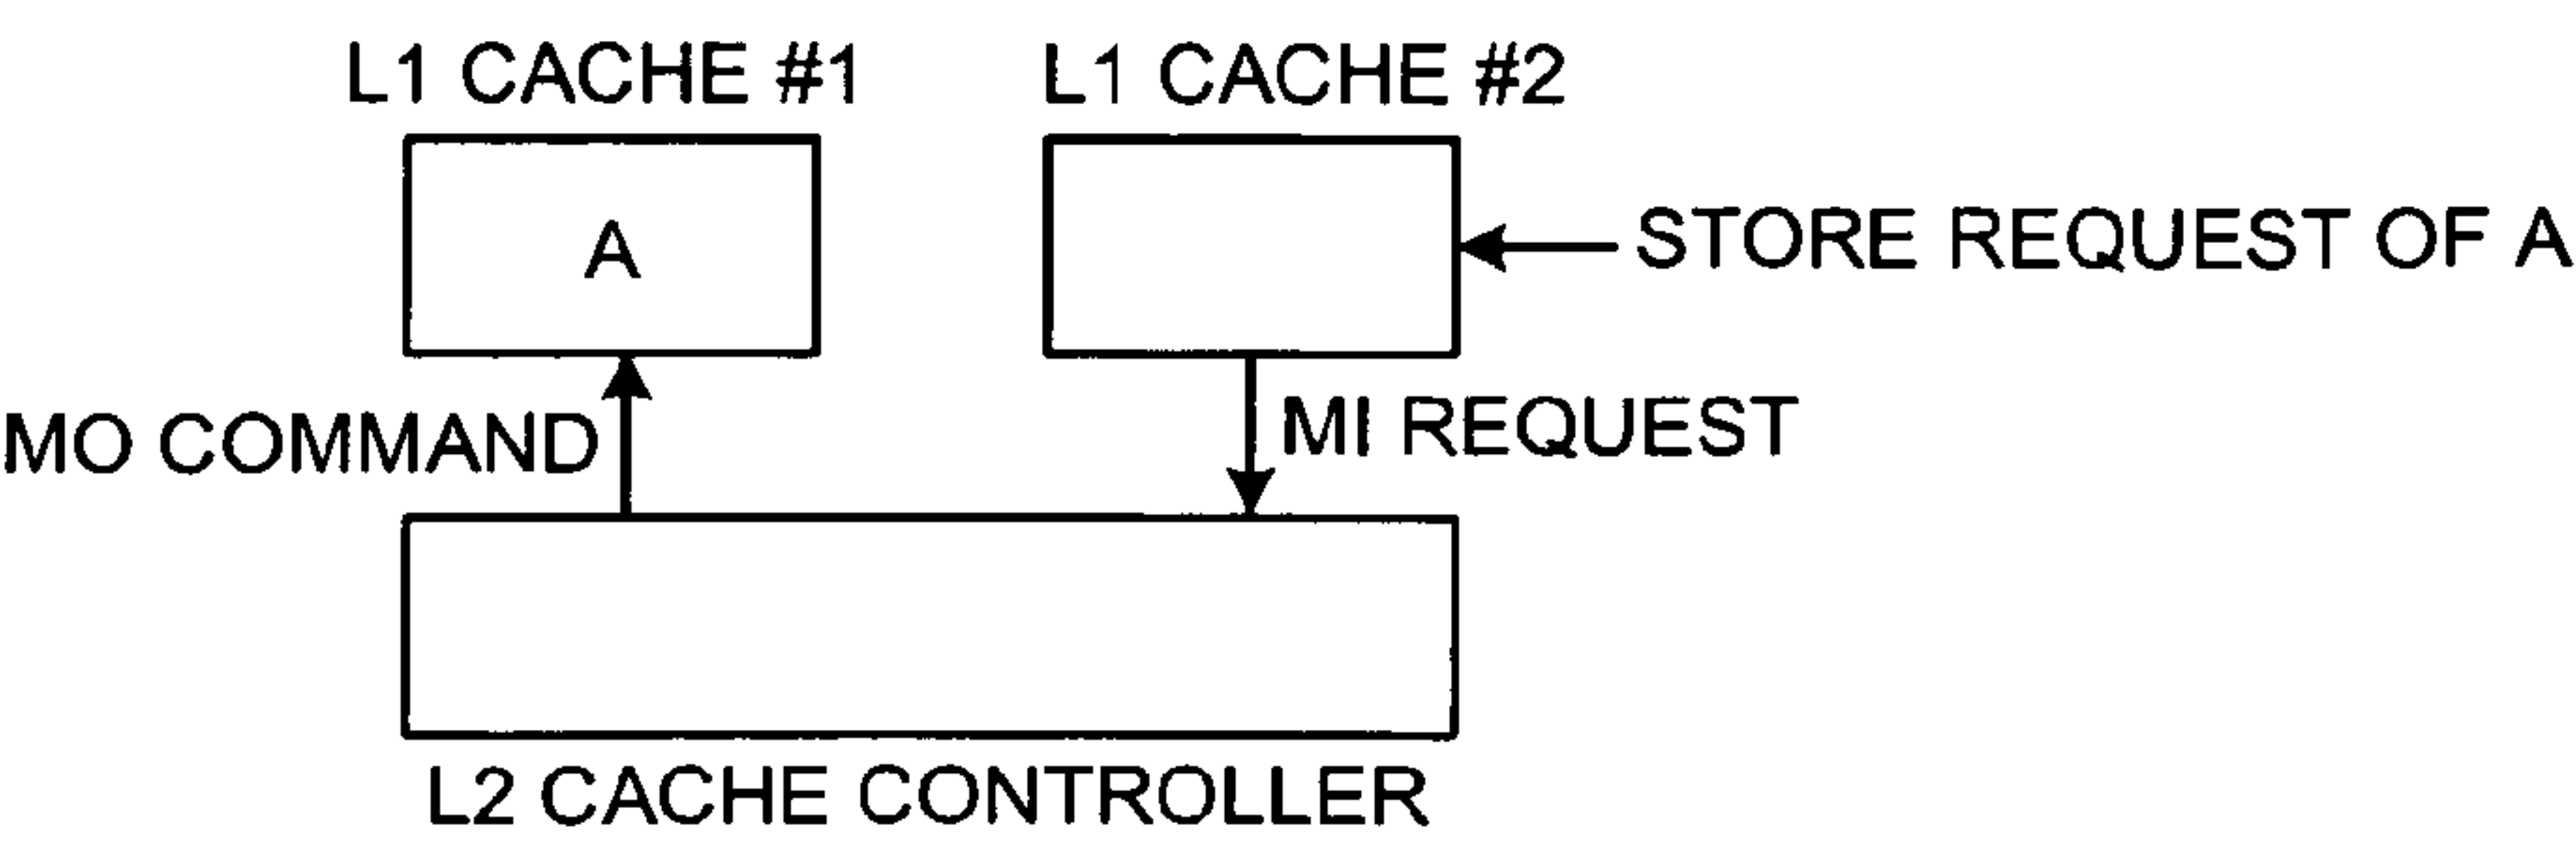 L1 CACHE #1
L1 CACHE #2
A
STORE REQUEST OF A
MO COMMAND
MI REQUEST
L2 CACHE CONTROLLER